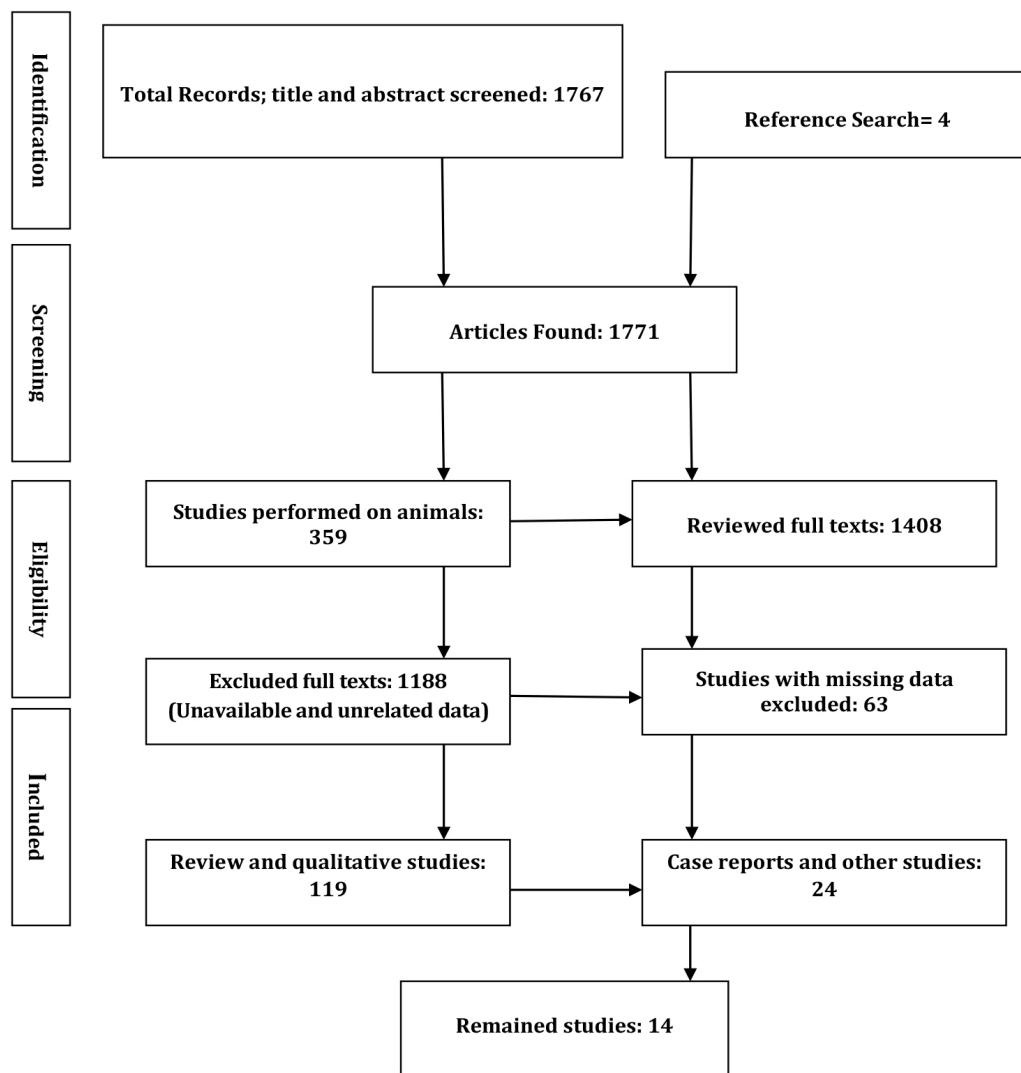 Identification
Total Records; title and abstract screened: 1767
Reference Search= 4
Screening
Articles Found: 1771
Eligibility
Studies performed on animals:
359
Reviewed full texts: 1408
Excluded full texts: 1188
(Unavailable and unrelated data)
Studies with missing data
excluded: 63
Included
Review and qualitative studies:
119
Case reports and other studies:
24
Remained studies: 14